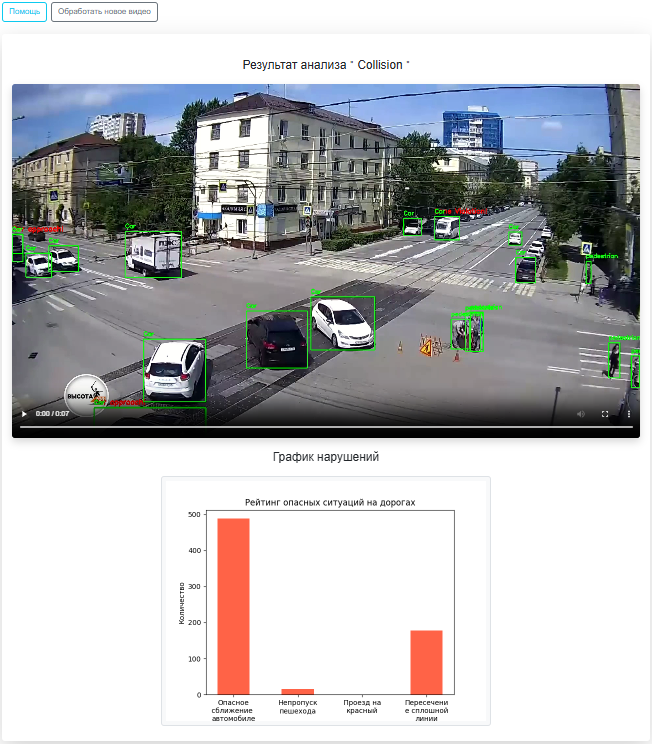 Помощь
Обработать новое видео
Результат анализа " Collision "
Car
Car
Car
Car
Car
Car
Pedestrian
ВЫСОТА
0:00 / 0:07
График нарушений
Рейтинг опасных ситуаций на дорогах
Количество
500
400
300
200
100
0
Опасное
сближение
автомобиле
Непропуск
пешехода
Проезд на
красный
Пересечени
е сплошной
линии